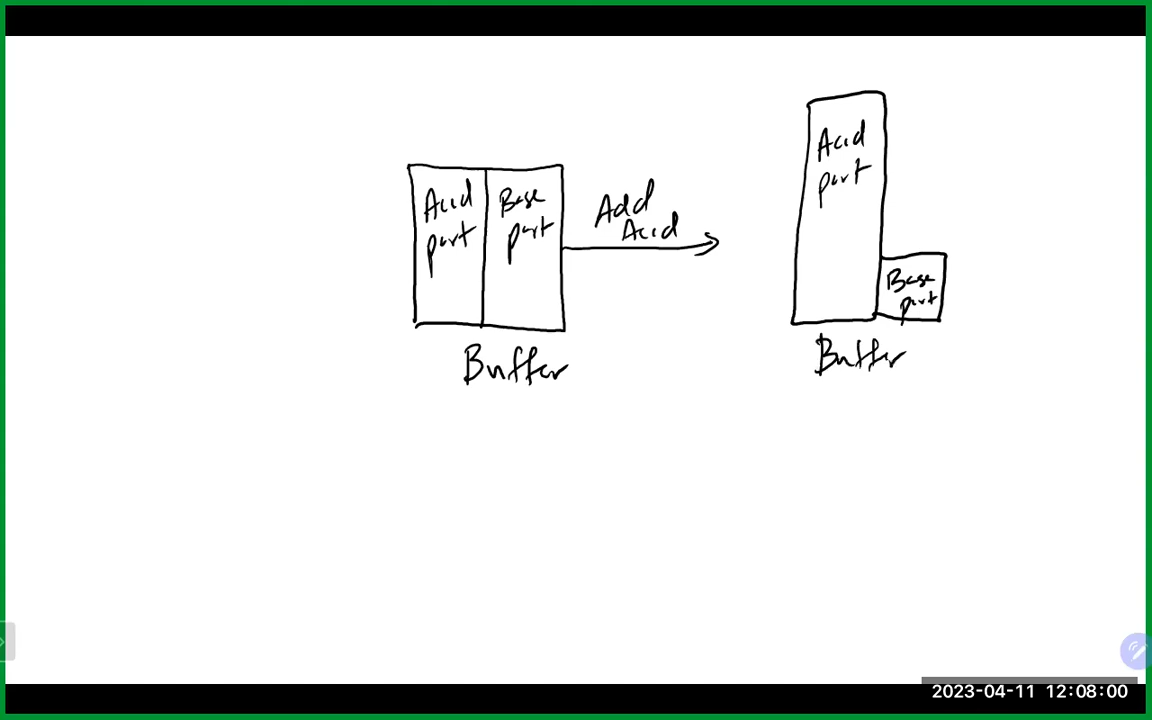 Acid
part
Base
part
Buffer
Add
Acid
Acid
part
Base
part
Buffer
2023-04-11 12:08:00